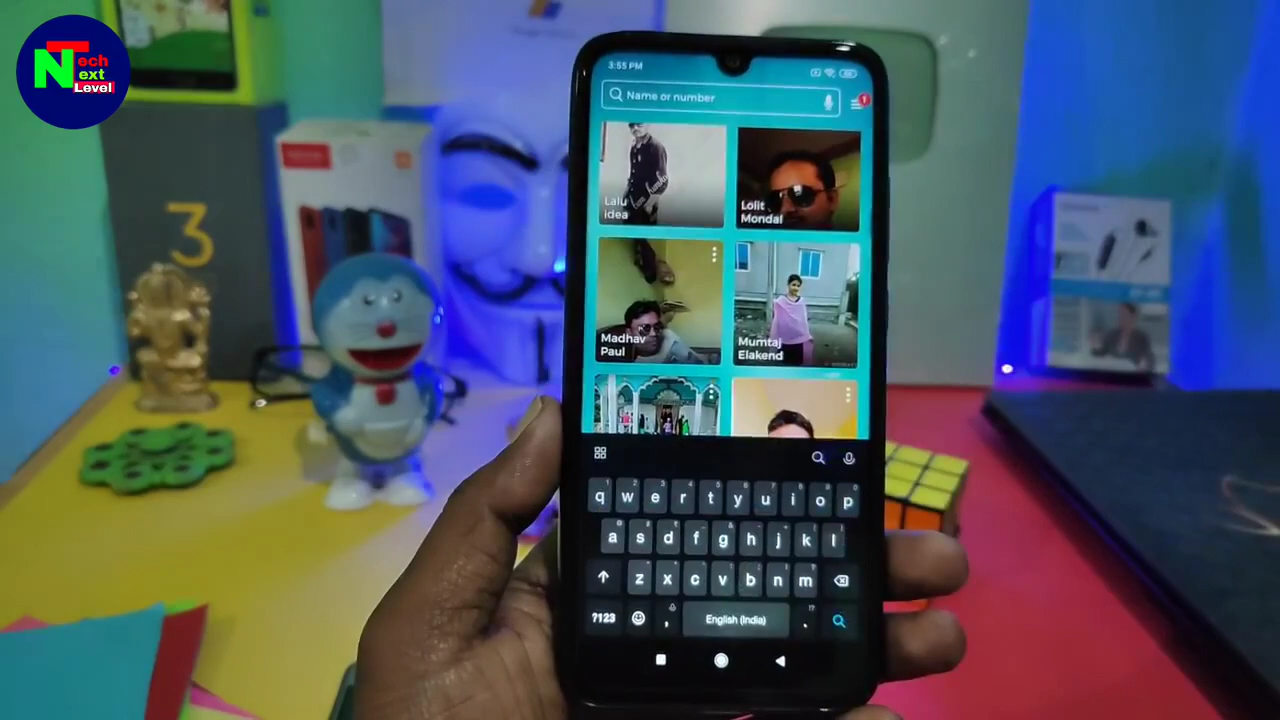 Tech
Next
Level
3:55 PM
Name or number
1
Lalu
idea
Lolit
Mondal
Madhav
Paul
Mumtaj
Elakend
3
q w e r t y u i o p
a s d f g h j k l
z x c v b n m
?123
,
English (India)
.